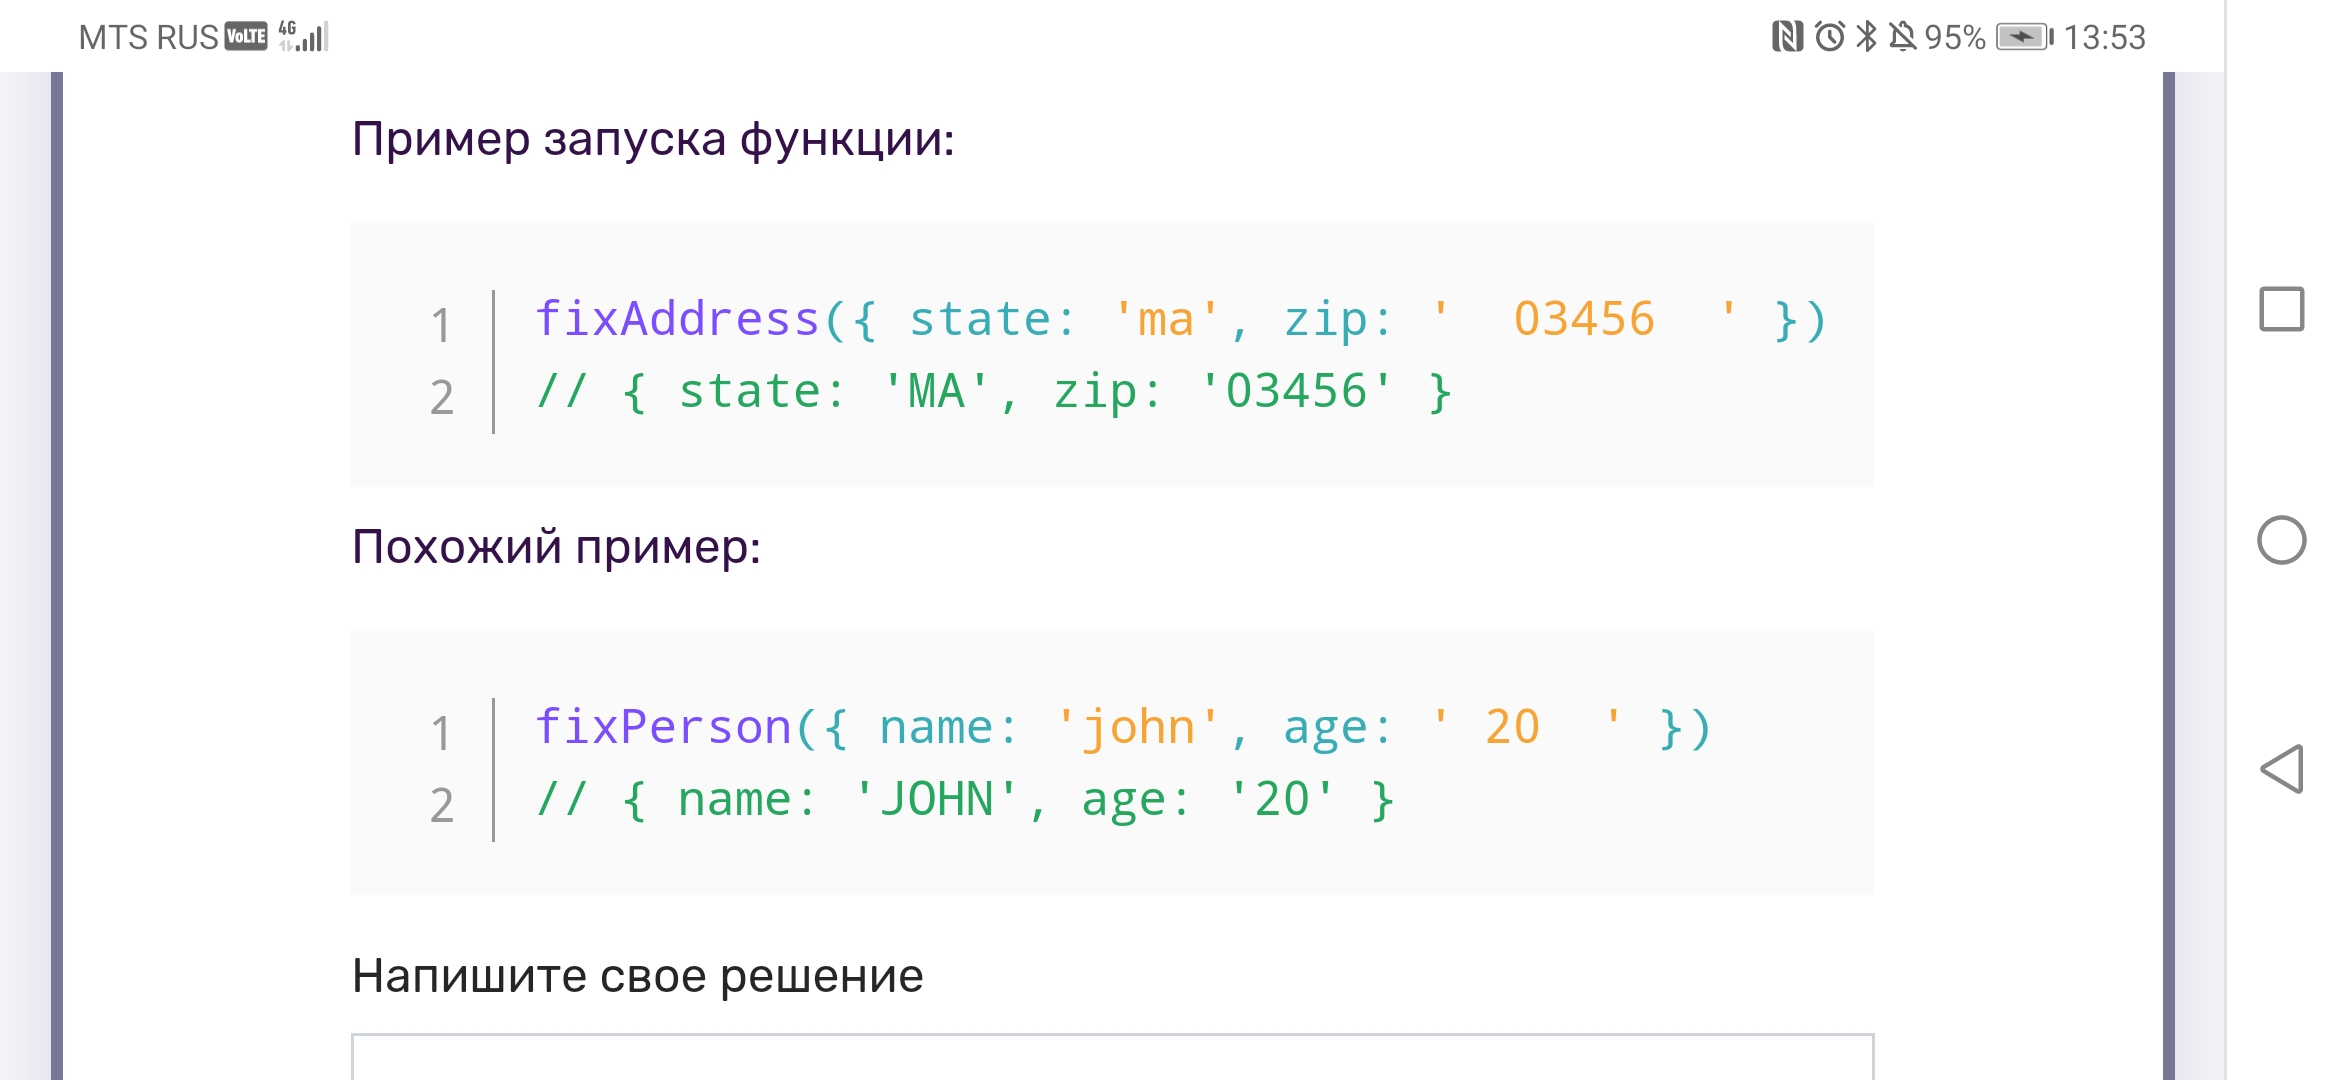 MTS RUS VoLTE 4G 95% 13:53
Пример запуска функции:
1 fixAddress({ state: 'ma', zip: '  03456  ' })
2 // { state: 'MA', zip: '03456' }
Похожий пример:
1 fixPerson({ name: 'john', age: ' 20  ' })
2 // { name: 'JOHN', age: '20' }
Напишите свое решение